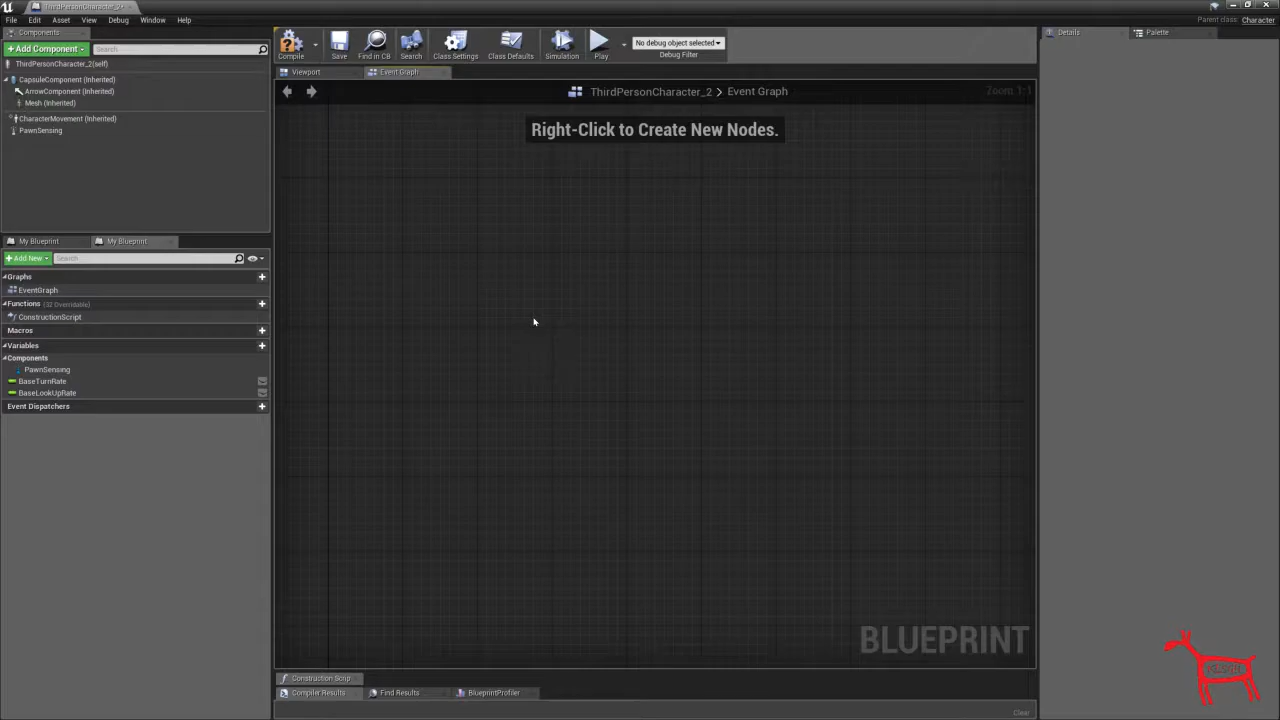 ThirdPersonCharacter_2*
File Edit Asset View Debug Window Help
Parent class: Character
Components
Details
Palette
+Add Component
Search
Compile
Save
Find in CB
Search
Class Settings
Class Defaults
Simulation
Play
No debug object selected
Debug Filter
ThirdPersonCharacter_2(self)
CapsuleComponent (Inherited)
ArrowComponent (Inherited)
Mesh (Inherited)
CharacterMovement (Inherited)
PawnSensing
Viewport
Event Graph
ThirdPersonCharacter_2 > Event Graph
Zoom 1:1
Right-Click to Create New Nodes.
My Blueprint
My Blueprint
+Add New
Search
Graphs
EventGraph
Functions (32 Overridable)
ConstructionScript
Macros
Variables
Components
PawnSensing
BaseTurnRate
BaseLookUpRate
Event Dispatchers
BLUEPRINT
Construction Scrip
Compiler Results
Find Results
BlueprintProfiler
Clear